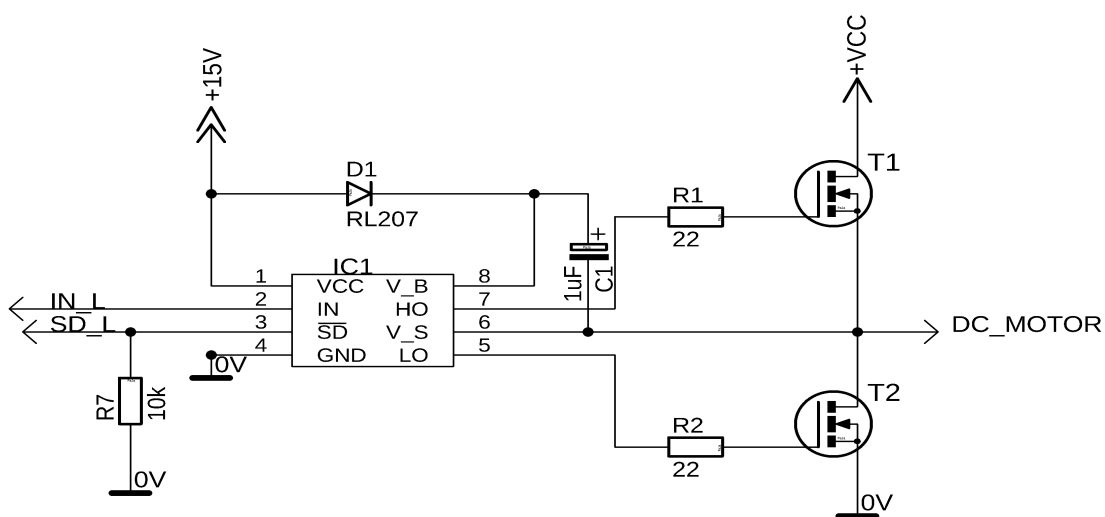 +15V
+VCC
D1
RL207
T1
R1
22
+
1uF
C1
IC1
1 VCC V_B 8
2 IN HO 7
3 SD V_S 6
4 GND LO 5
IN_L
SD_L
0V
DC_MOTOR
R7
10k
T2
R2
22
0V
0V